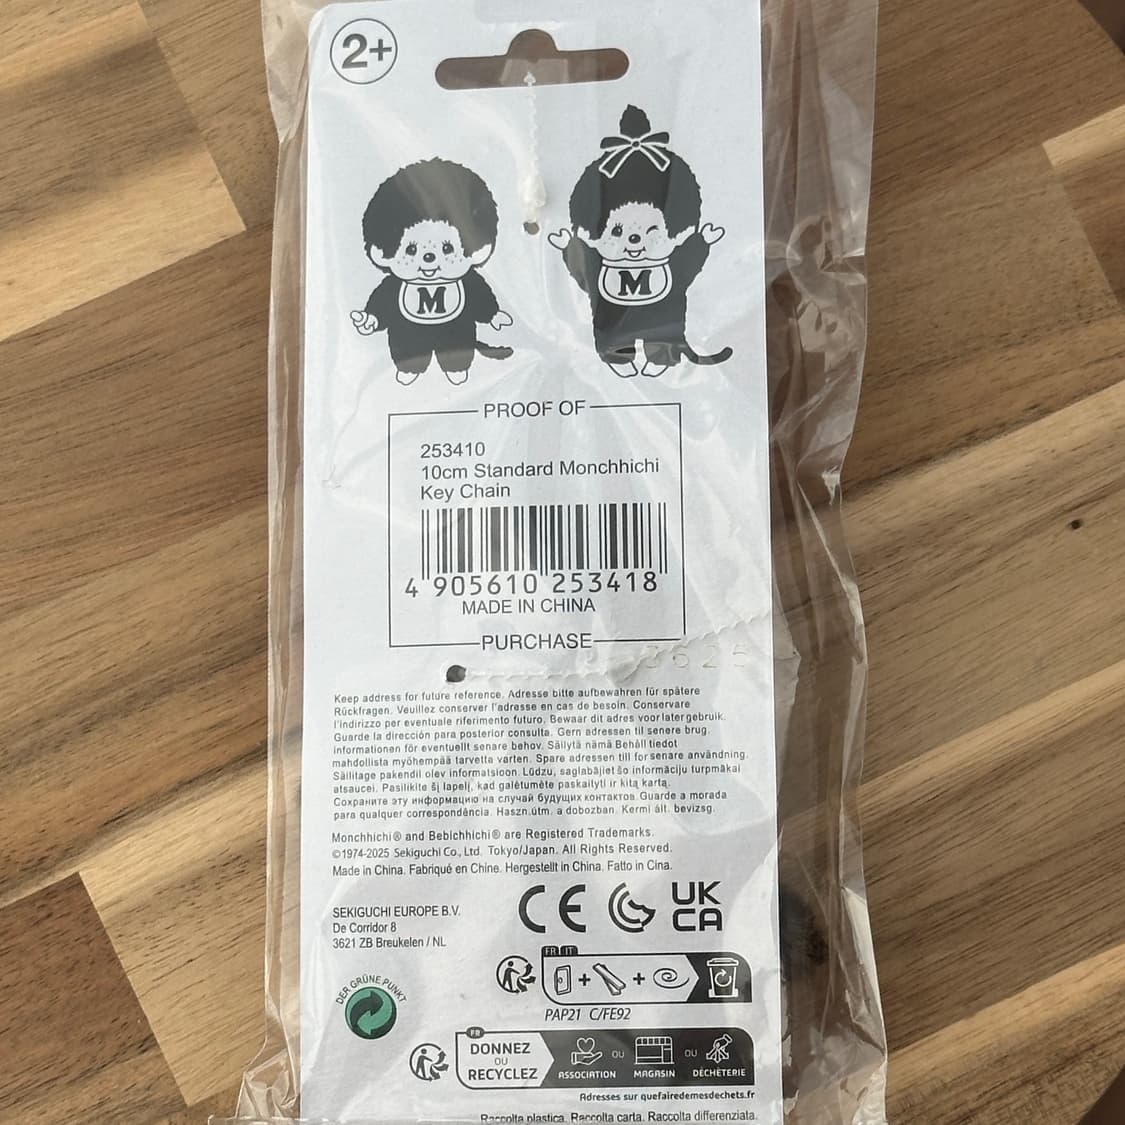 2+
M
M
PROOF OF
253410
10cm Standard Monchhichi
Key Chain
4 905610 253418
MADE IN CHINA
PURCHASE
3625
Keep address for future reference. Adresse bitte aufbewahren für spätere
Rückfragen. Veuillez conserver l'adresse en cas de besoin. Conservare
l'indirizzo per eventuale riferimento futuro. Bewaar dit adres voor later gebruik.
Guarde la dirección para posterior consulta. Gern adressen til senere brug.
informationen för eventuellt senare behov. Säilytä nämä Behåll tiedot
mahdollista myöhempää tarvetta varten. Spare adressen till for senare användning.
Säilitage pakendil olev informatsioon. Lūdzu, saglabājiet šo informāciju turpmākai
atsaucei. Pasilikite šį lapelį, kad galėtumėte paskaityti ir kitą kartą.
Сохраните эту информацию на случай будущих контактов. Guarde a morada
para qualquer correspondência. Haszn.útm. a dobozban. Kermi ált. bevizsg.
Monchhichi® and Bebichhichi® are Registered Trademarks.
©1974-2025 Sekiguchi Co., Ltd. Tokyo/Japan. All Rights Reserved.
Made in China. Fabriqué en Chine. Hergestellt in China. Fatto in Cina.
SEKIGUCHI EUROPE B.V.
De Corridor 8
3621 ZB Breukelen / NL
CE UK
CA
FR IT
PAP21 C/FE92
DER GRÜNE PUNKT
FR
DONNEZ
OU
RECYCLEZ
ASSOCIATION OU MAGASIN OU DÉCHÈTERIE
Adresses sur quefairedemesdechets.fr
Raccolta plastica. Raccolta carta. Raccolta differenziata.